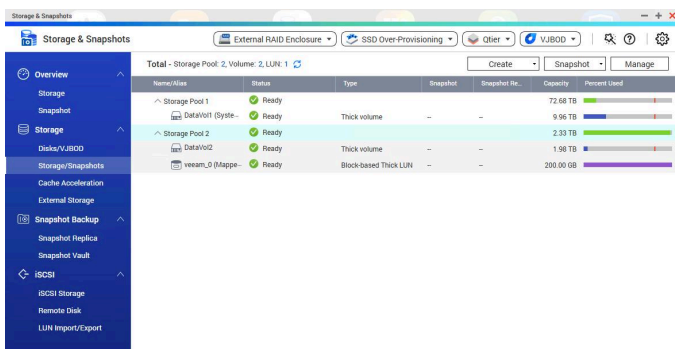 Storage & Snapshots
Storage & Snapshots
External RAID Enclosure
SSD Over-Provisioning
Qtier
VJBOD
Overview
Storage
Snapshot
Storage
Disks/VJBOD
Storage/Snapshots
Cache Acceleration
External Storage
Snapshot Backup
Snapshot Replica
Snapshot Vault
iSCSI
iSCSI Storage
Remote Disk
LUN Import/Export
Total - Storage Pool: 2, Volume: 2, LUN: 1
Create
Snapshot
Manage
Name/Alias Status Type Snapshot Snapshot Re... Capacity Percent Used
Storage Pool 1 Ready 72.68 TB
DataVol1 (Syste... Ready Thick volume -- -- 9.96 TB
Storage Pool 2 Ready 2.33 TB
DataVol2 Ready Thick volume -- -- 1.98 TB
veeam_0 (Mappe... Ready Block-based Thick LUN -- -- 200.00 GB